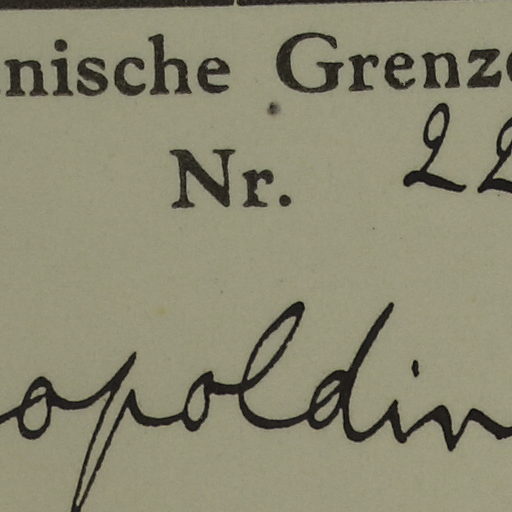 nische Grenz
Nr. 22
opoldin